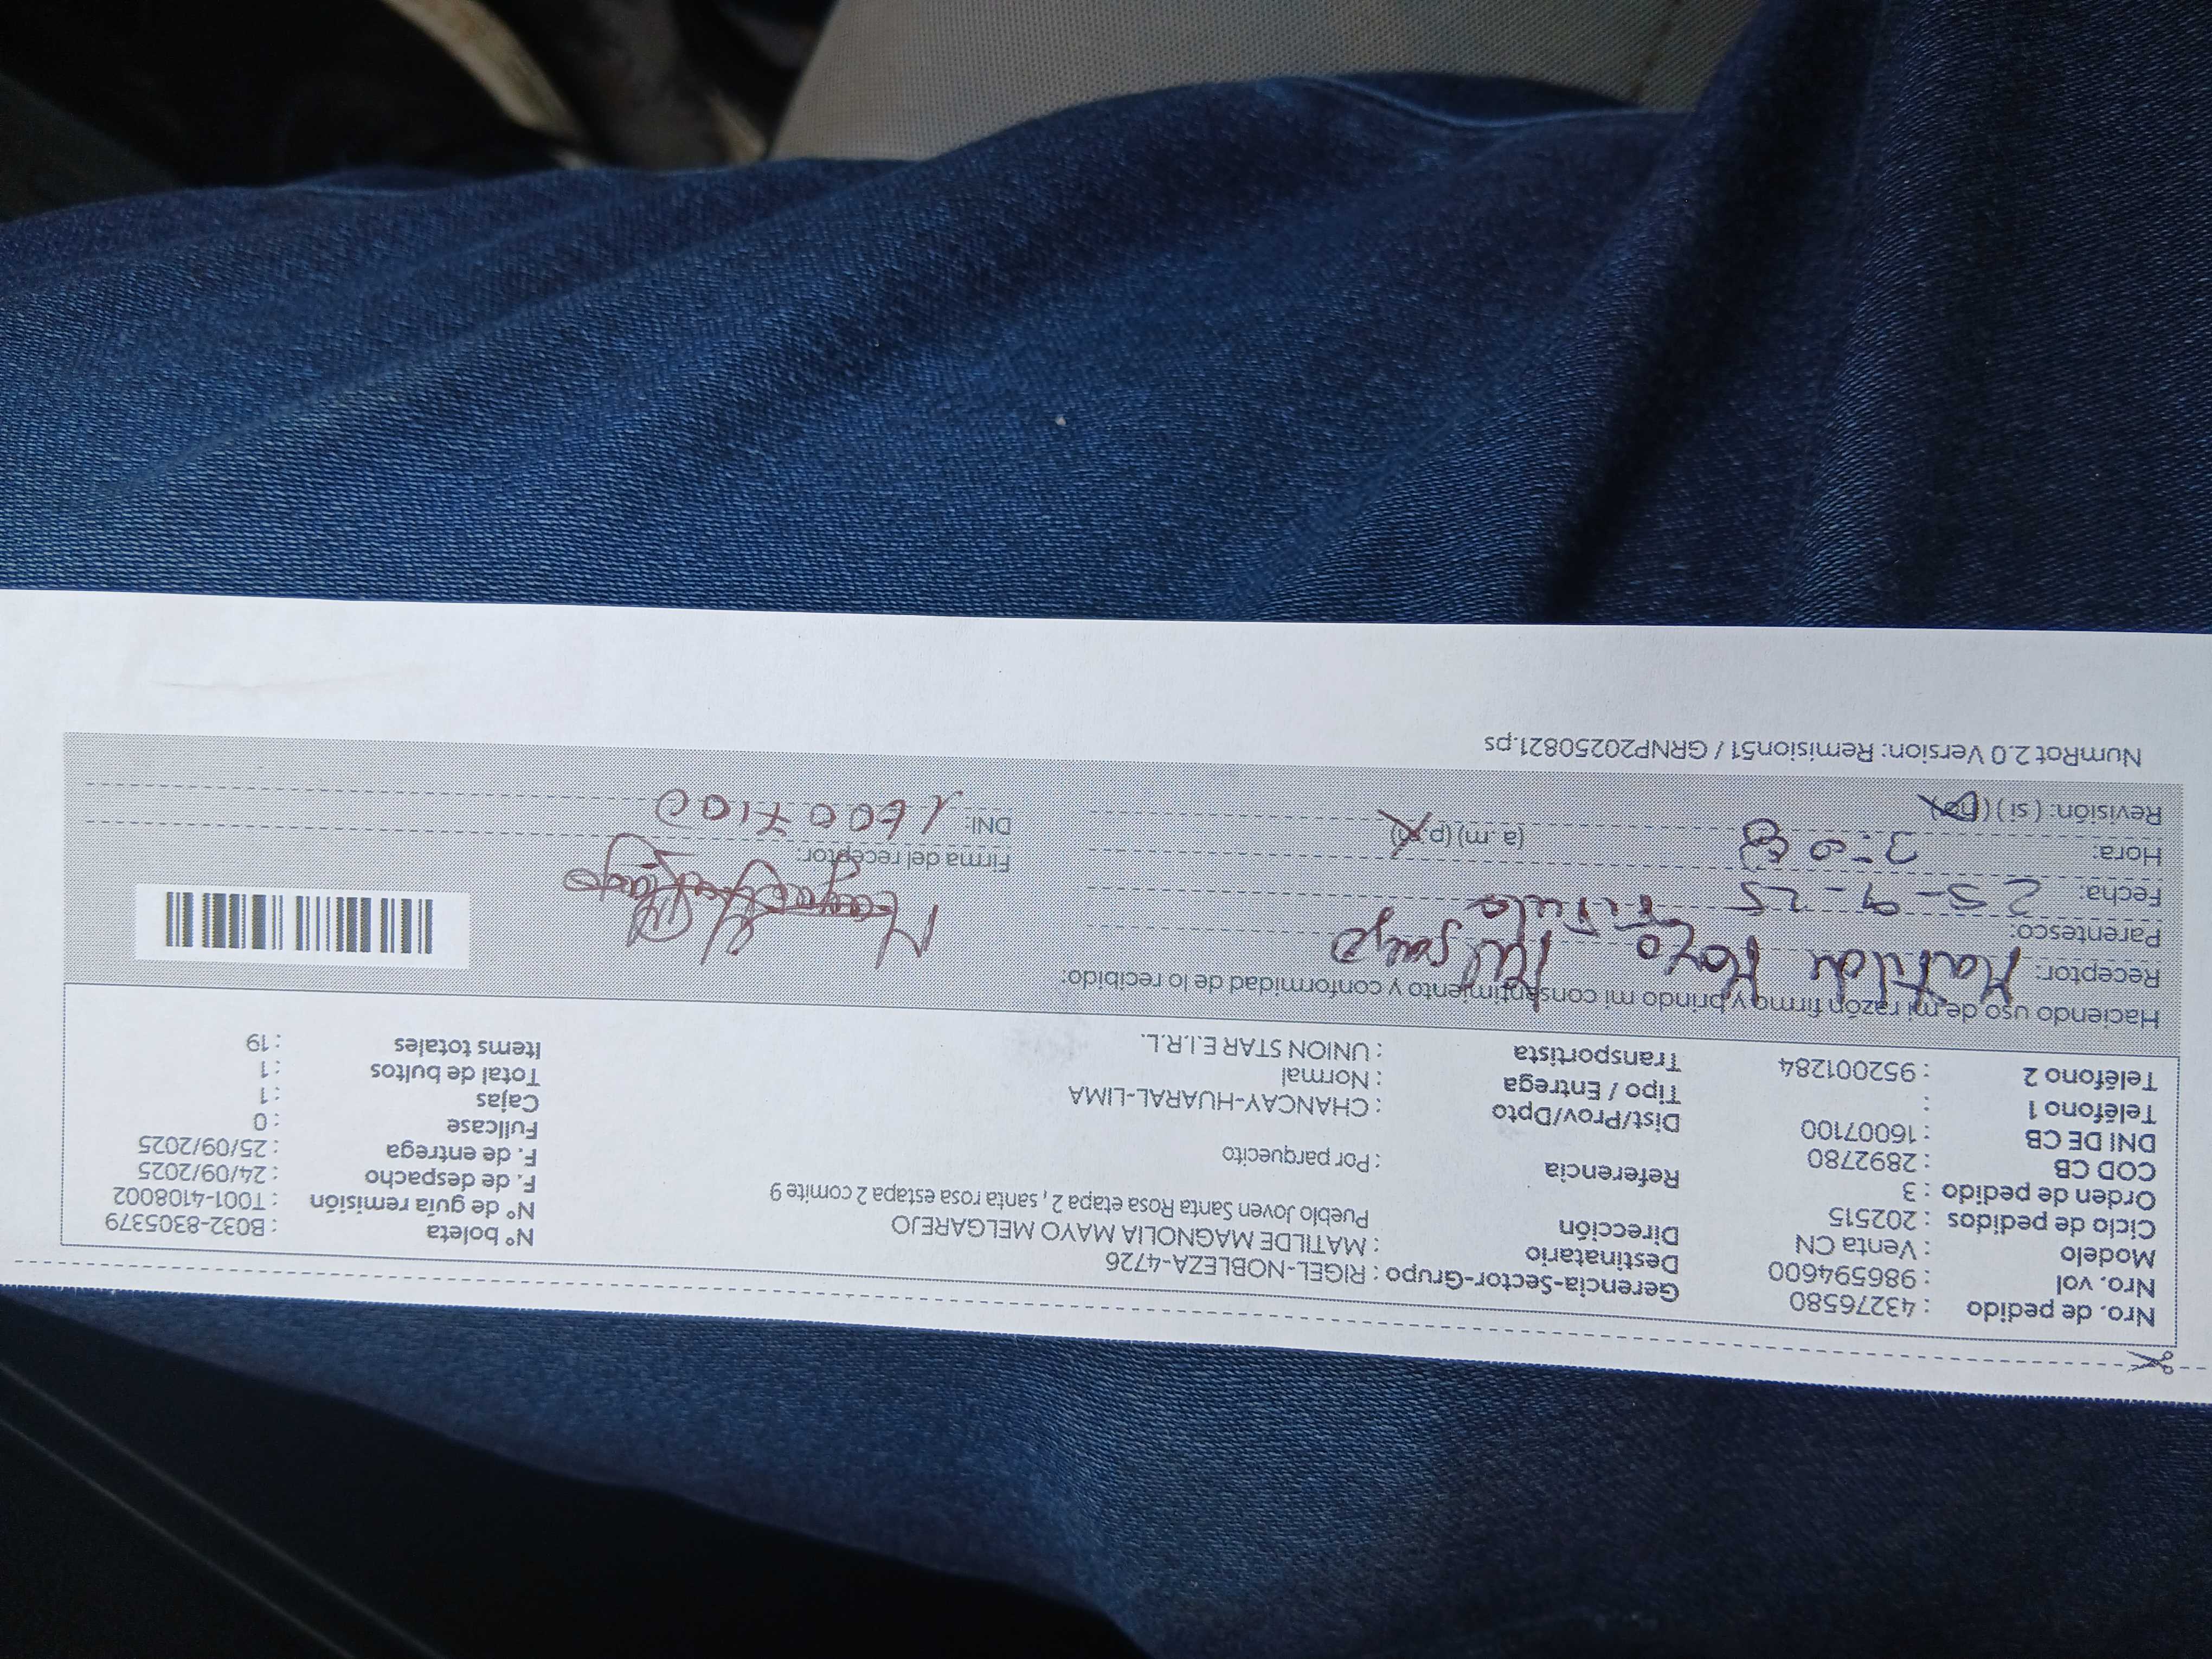 Nro. de pedido : 43276580
Nro. vol : 986594600
Modelo : Venta CN
Ciclo de pedidos : 202515
Orden de pedido : 3
COD CB : 2892780
DNI DE CB : 16007100
Teléfono 1 :
Teléfono 2 : 952001284
Gerencia-Sector-Grupo : RIGEL-NOBLEZA-4726
Destinatario : MATILDE MAGNOLIA MAYO MELGAREJO
Dirección Pueblo Joven Santa Rosa etapa 2 , santa rosa estapa 2 comite 9
Referencia : Por parquecito
Dist/Prov/Dpto : CHANCAY-HUARAL-LIMA
Tipo / Entrega : Normal
Transportista : UNION STAR E.I.R.L.
N° boleta : B032-8305379
N° de guía remisión : T001-4108002
F. de despacho : 24/09/2025
F. de entrega : 25/09/2025
Fullcase : 0
Cajas : 1
Total de bultos : 1
Items totales : 19
Haciendo uso de mi razón firmo y brindo mi consentimiento y conformidad de lo recibido:
Receptor: Matilde Mayo Melgarejo
Parentesco: Titula
Fecha: 25-9-25
Hora: 3:08 (a.m) (p.
Revisión: ( si ) (no)
Firma del receptor:
DNI: 16007100
NumRot 2.0 Version: Remision51 / GRNP20250821.ps